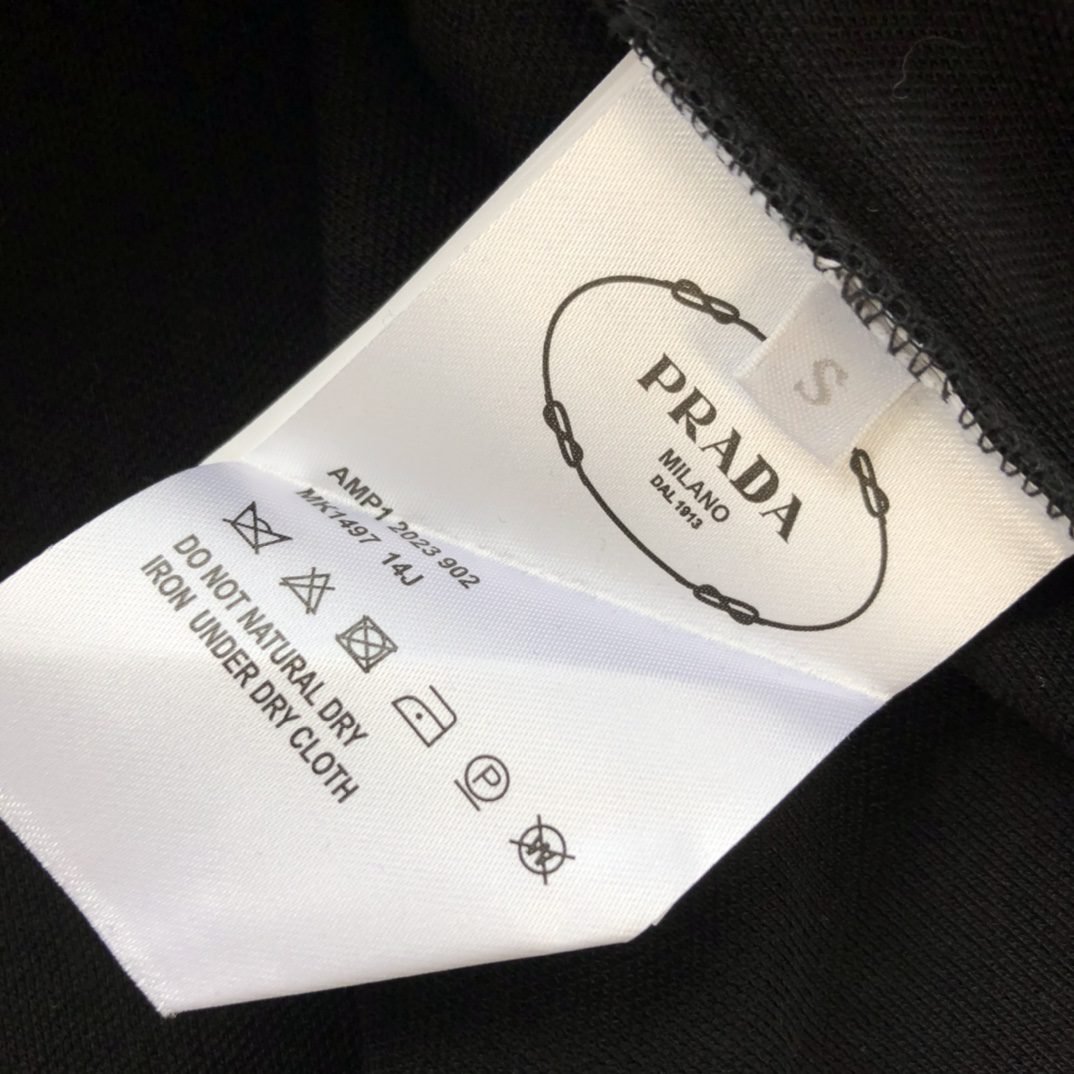 S
PRADA
MILANO
DAL 1913
AMP1 2023 902
MK1497 14J
P
W
DO NOT NATURAL DRY
IRON UNDER DRY CLOTH